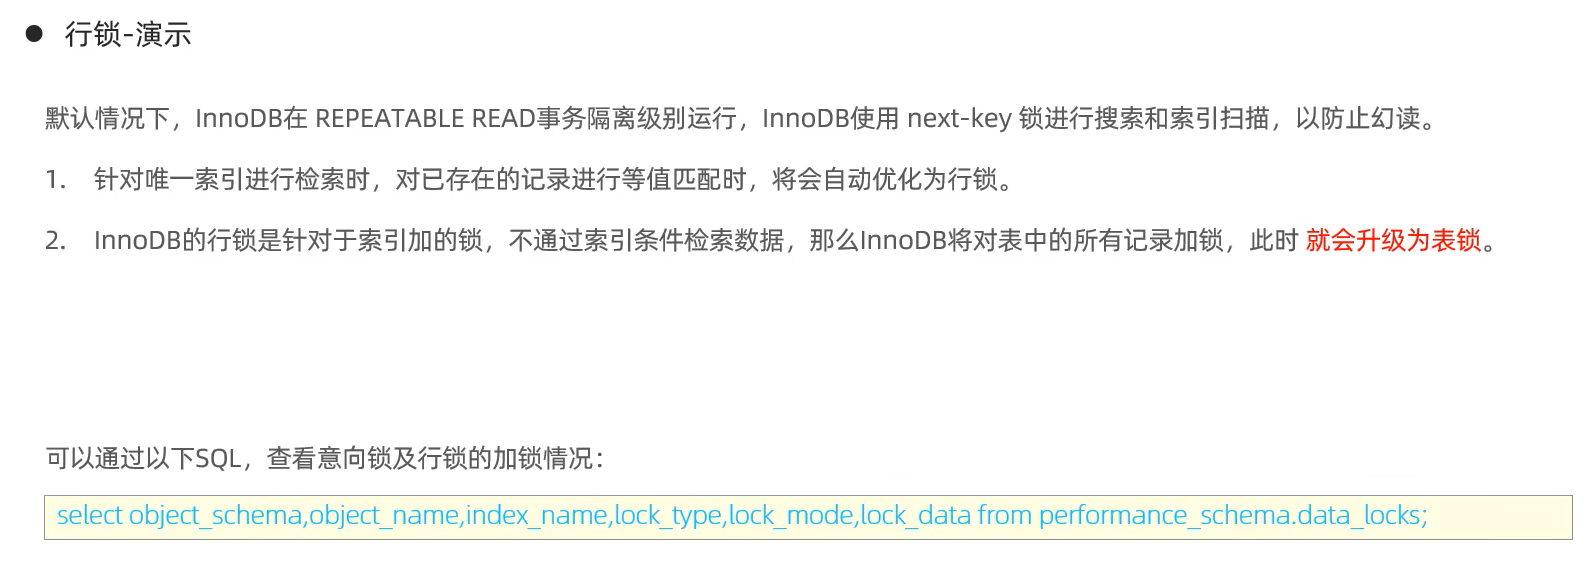 ● 行锁-演示
默认情况下，InnoDB在 REPEATABLE READ事务隔离级别运行，InnoDB使用 next-key 锁进行搜索和索引扫描，以防止幻读。
1. 针对唯一索引进行检索时，对已存在的记录进行等值匹配时，将会自动优化为行锁。
2. InnoDB的行锁是针对于索引加的锁，不通过索引条件检索数据，那么InnoDB将对表中的所有记录加锁，此时 就会升级为表锁。
可以通过以下SQL，查看意向锁及行锁的加锁情况：
select object_schema,object_name,index_name,lock_type,lock_mode,lock_data from performance_schema.data_locks;